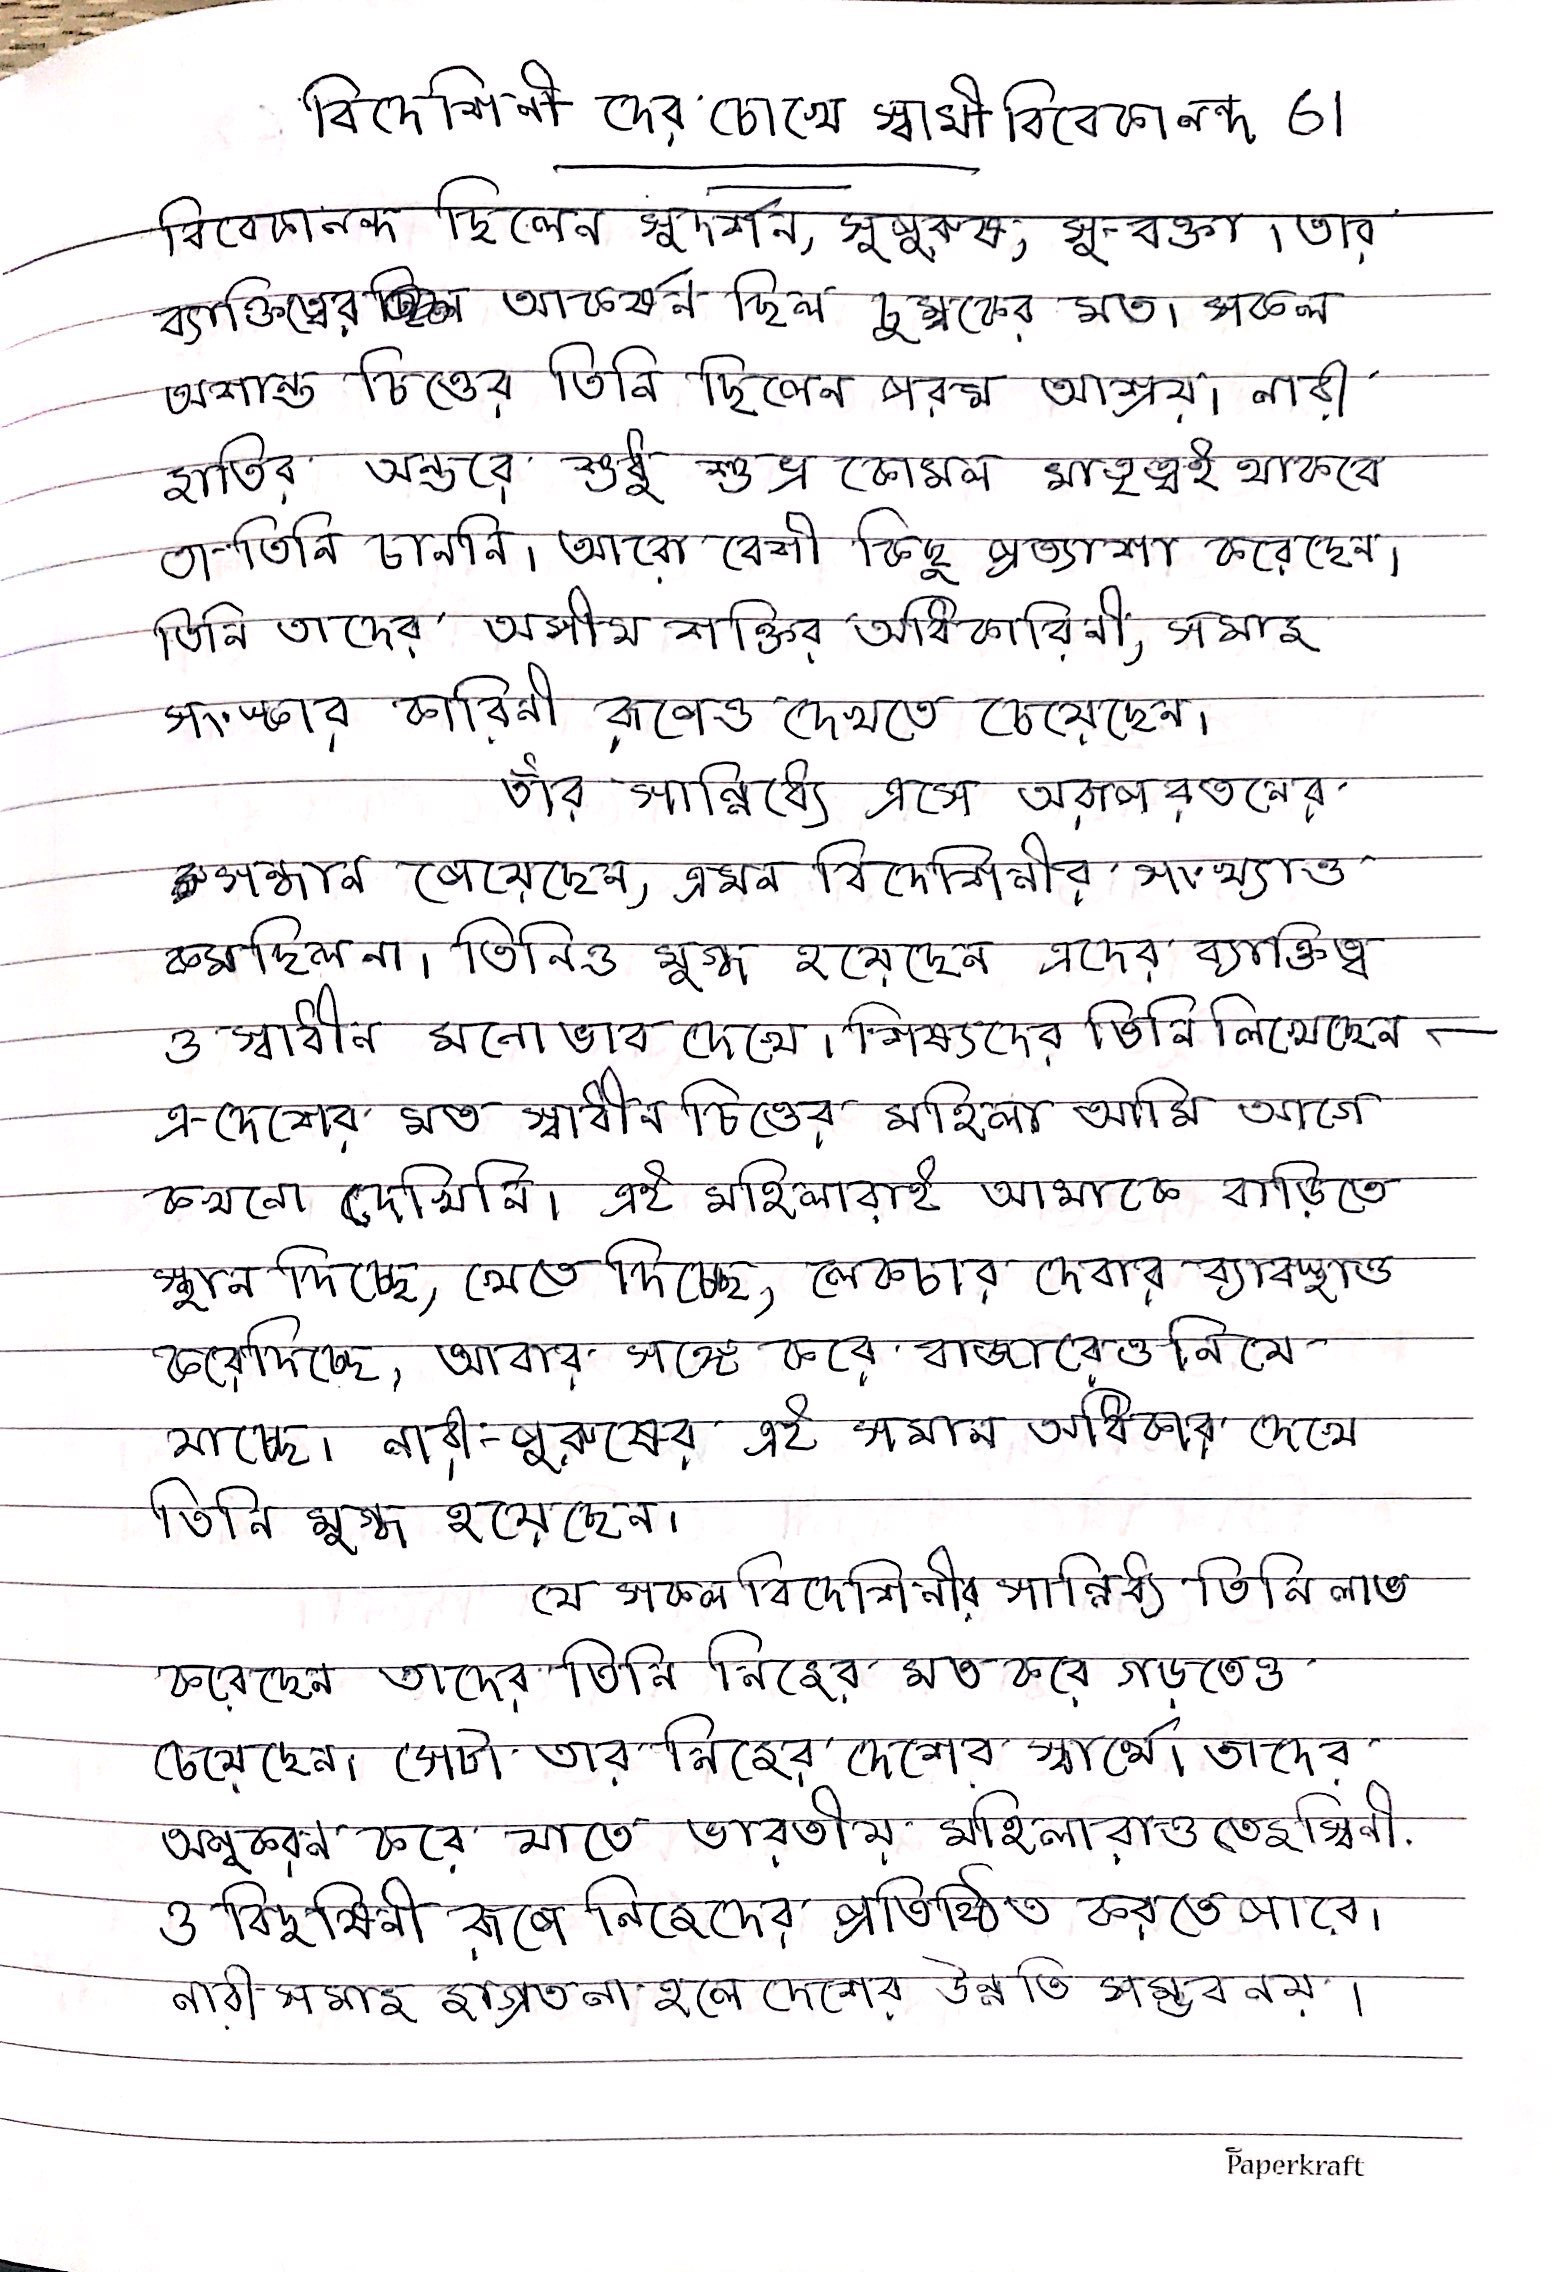 বিদেশিনী দের চোখে স্বামী বিবেকানন্দ ৬১
বিবেকানন্দ ছিলেন সুদর্শন, সুপুরুষ, সু-বক্তা। তার
ব্যাক্তিত্বের আকর্ষন ছিল চুম্বকের মত। সকল
অশান্ত চিত্তের তিনি ছিলেন পরম আশ্রয়। নারী
জাতির অন্তরে শুধু শুভ্র কোমল মাতৃত্বই থাকবে
তা-তিনি চাননি। আরো বেশী কিছু প্রত্যাশা করেছেন।
তিনি তাদের অসীম শক্তির অধিকারিনী, সমাজ
সংস্কার কারিনী রূপেও দেখতে চেয়েছেন।
তাঁর সান্নিধ্যে এসে অরূপরতনের
সন্ধান পেয়েছেন, এমন বিদেশিনীর সংখ্যাও
কমছিলনা। তিনিও মুগ্ধ হয়েছেন এদের ব্যাক্তিত্ব
ও স্বাধীন মনোভাব দেখে। শিষ্যদের তিনি লিখেছেন –
এ-দেশের মত স্বাধীন চিত্তের মহিলা আমি আগে
কখনো দেখিনি। এই মহিলারাই আমাকে বাড়িতে
স্থান দিচ্ছে, খেতে দিচ্ছে, লেকচার দেবার ব্যাবস্থাও
করেদিচ্ছে, আবার সঙ্গে করে বাজারেও নিয়ে
যাচ্ছে। নারী-পুরুষের এই সমান অধিকার দেখে
তিনি মুগ্ধ হয়েছেন।
যে সকল বিদেশিনীর সান্নিধ্য তিনি লাভ
করেছেন তাদের তিনি নিজের মত করে গড়তেও
চেয়েছেন। সেটা তার নিজের দেশের স্বার্থে। তাদের
অনুকরন করে যাতে ভারতীয় মহিলারাও তেজস্বিনী
ও বিদুষিনী রূপে নিজেদের প্রতিষ্ঠিত করতে পারে।
নারী সমাজ জাগ্রত না হলে দেশের উন্নতি সম্ভব নয়।
Paperkraft